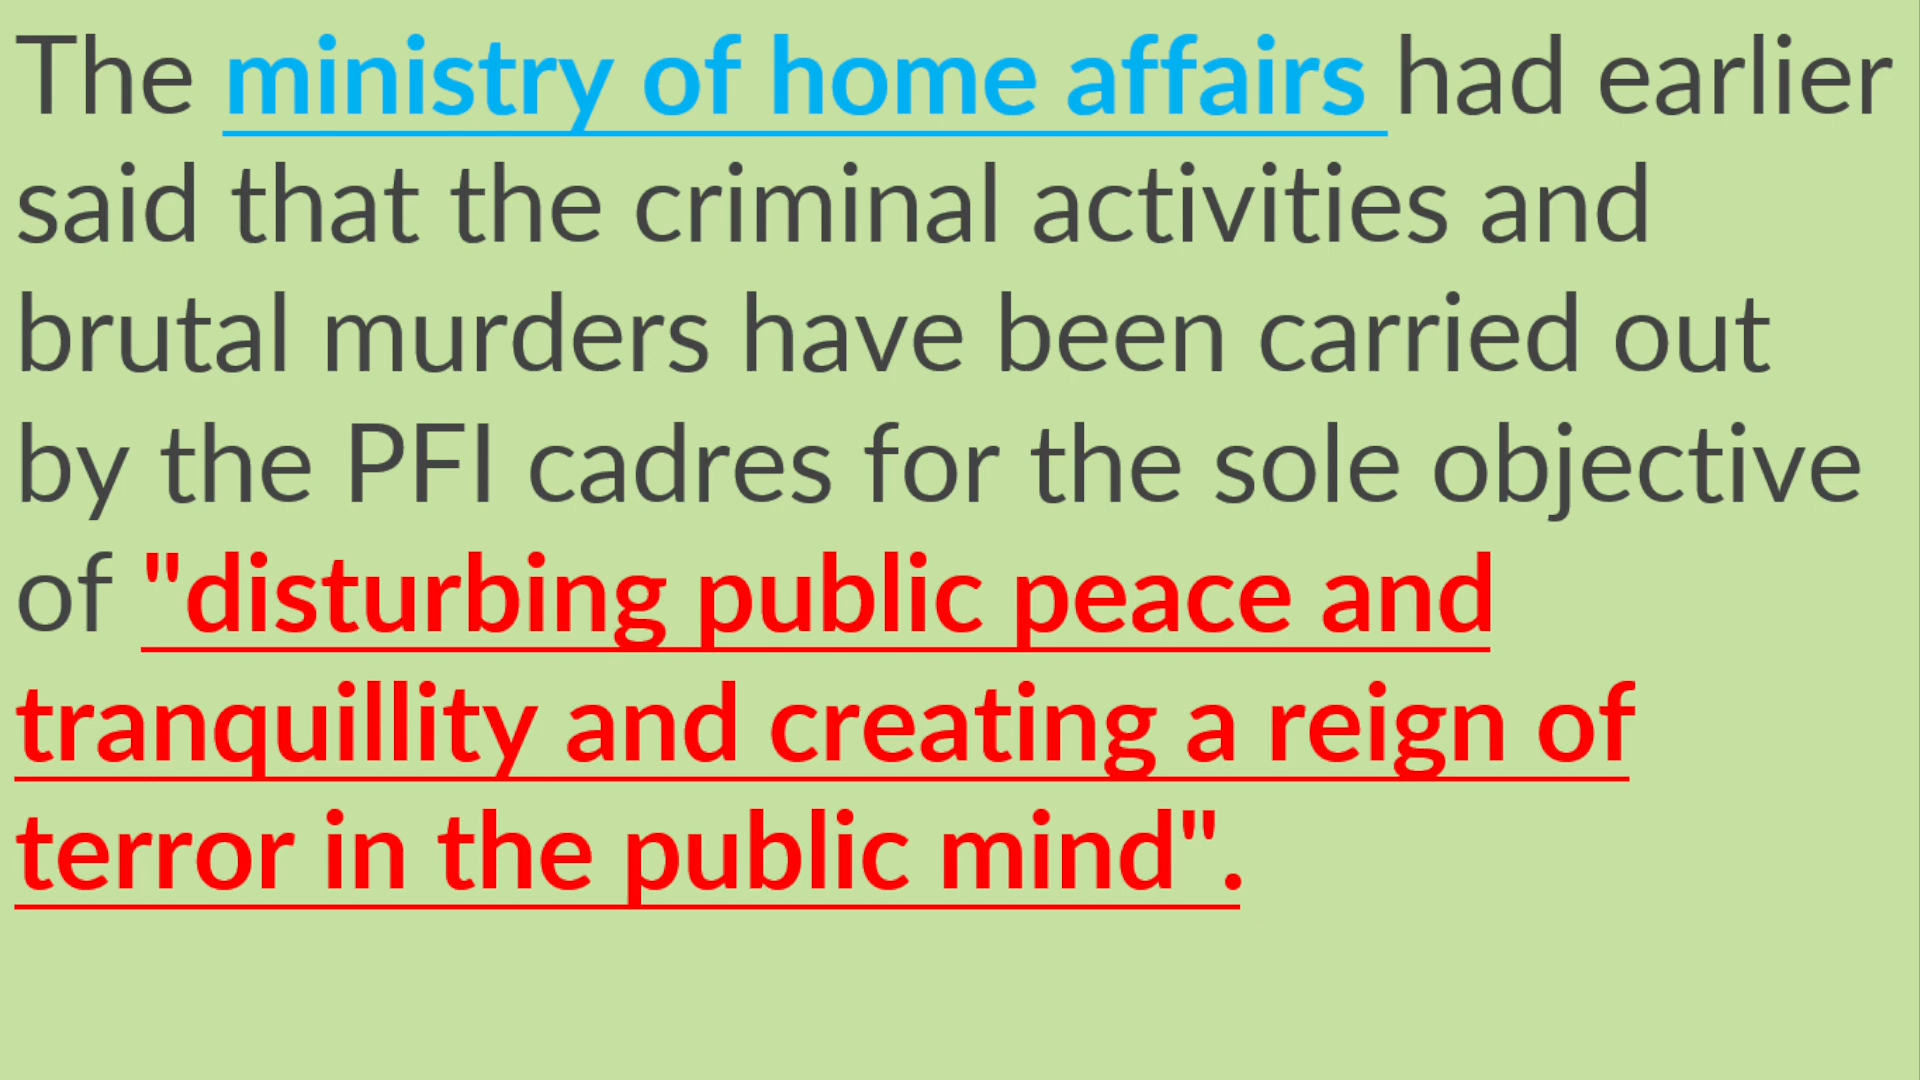 The ministry of home affairs had earlier
said that the criminal activities and
brutal murders have been carried out
by the PFI cadres for the sole objective
of "disturbing public peace and
tranquillity and creating a reign of
terror in the public mind".